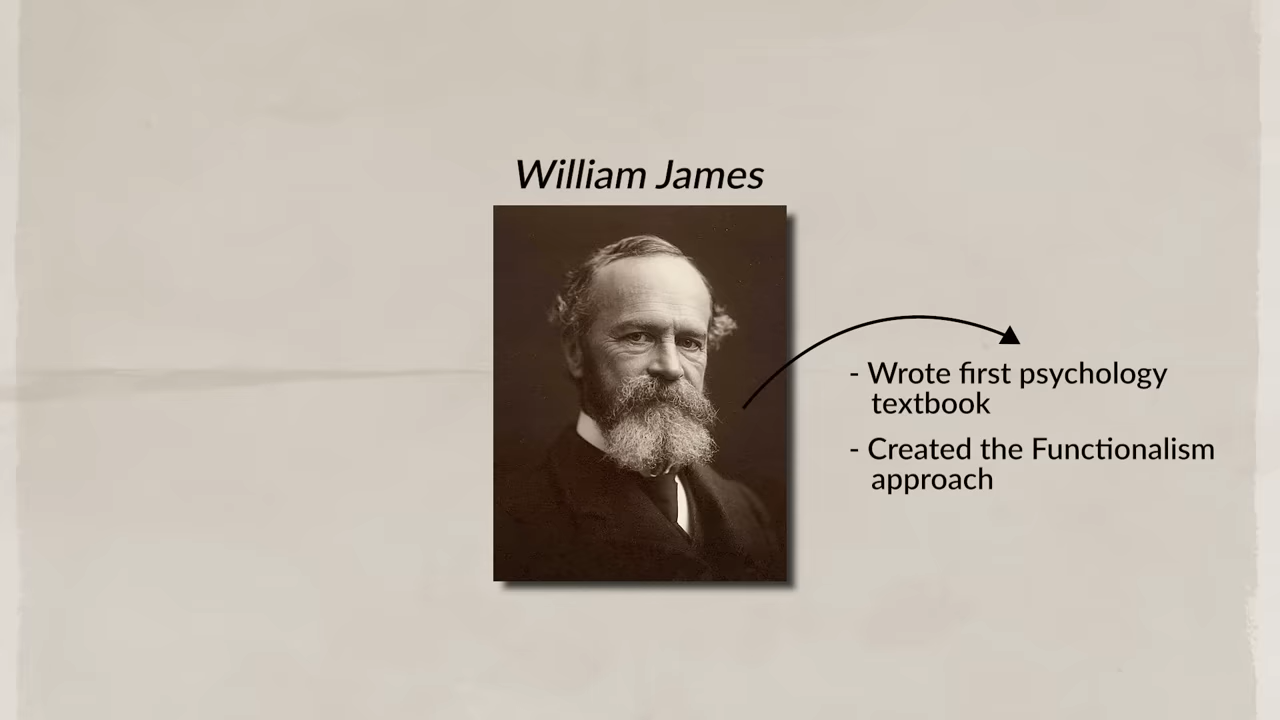 William James
- Wrote first psychology
textbook
- Created the Functionalism
approach